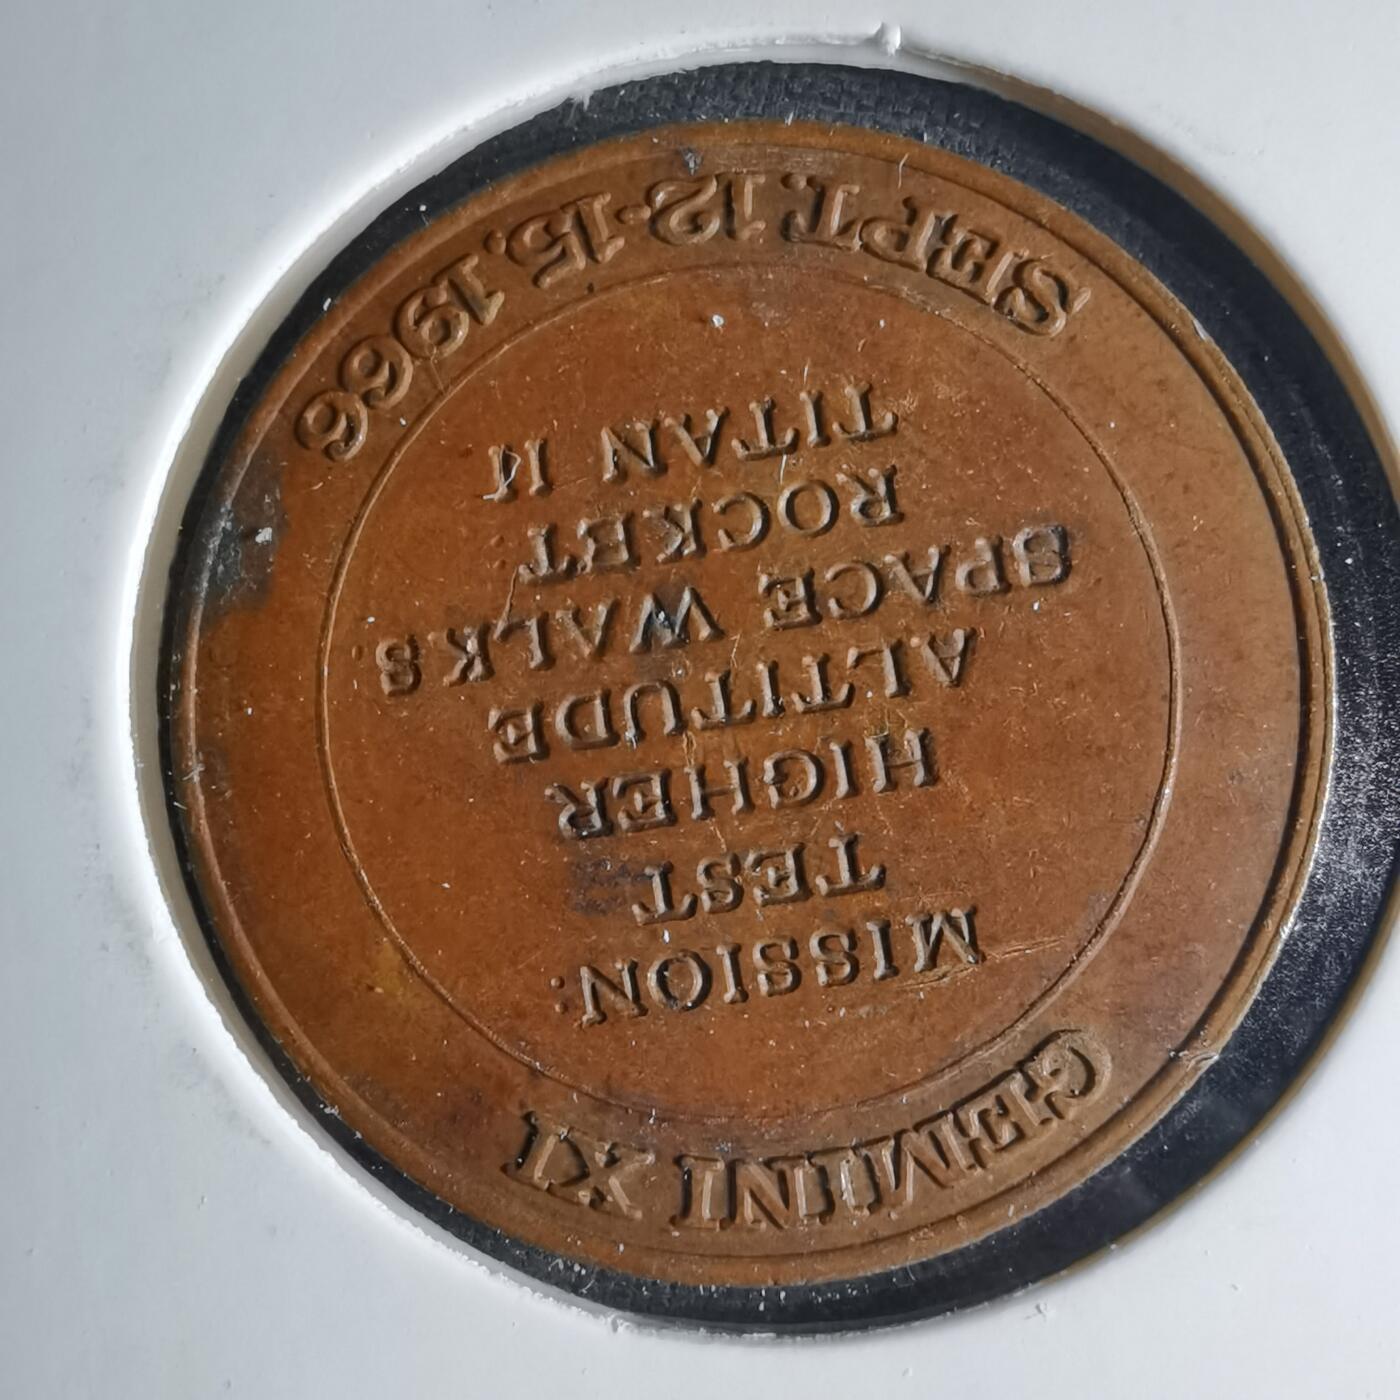 GEMINI XI
MISSION:
TEST
HIGHER
ALTITUDE
SPACE WALKS:
ROCKET:
TITAN II
SEPT. 12-15, 1966